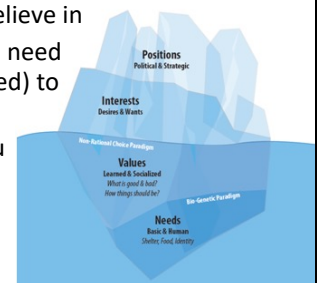 elieve in
need
ed) to
Positions
Political & Strategic
Interests
Desires & Wants
Non-Rational Choice Paradigm
Values
Learned & Socialized
What is good & bad?
How things should be?
Bio-Genetic Paradigm
Needs
Basic & Human
Shelter, Food, Identity